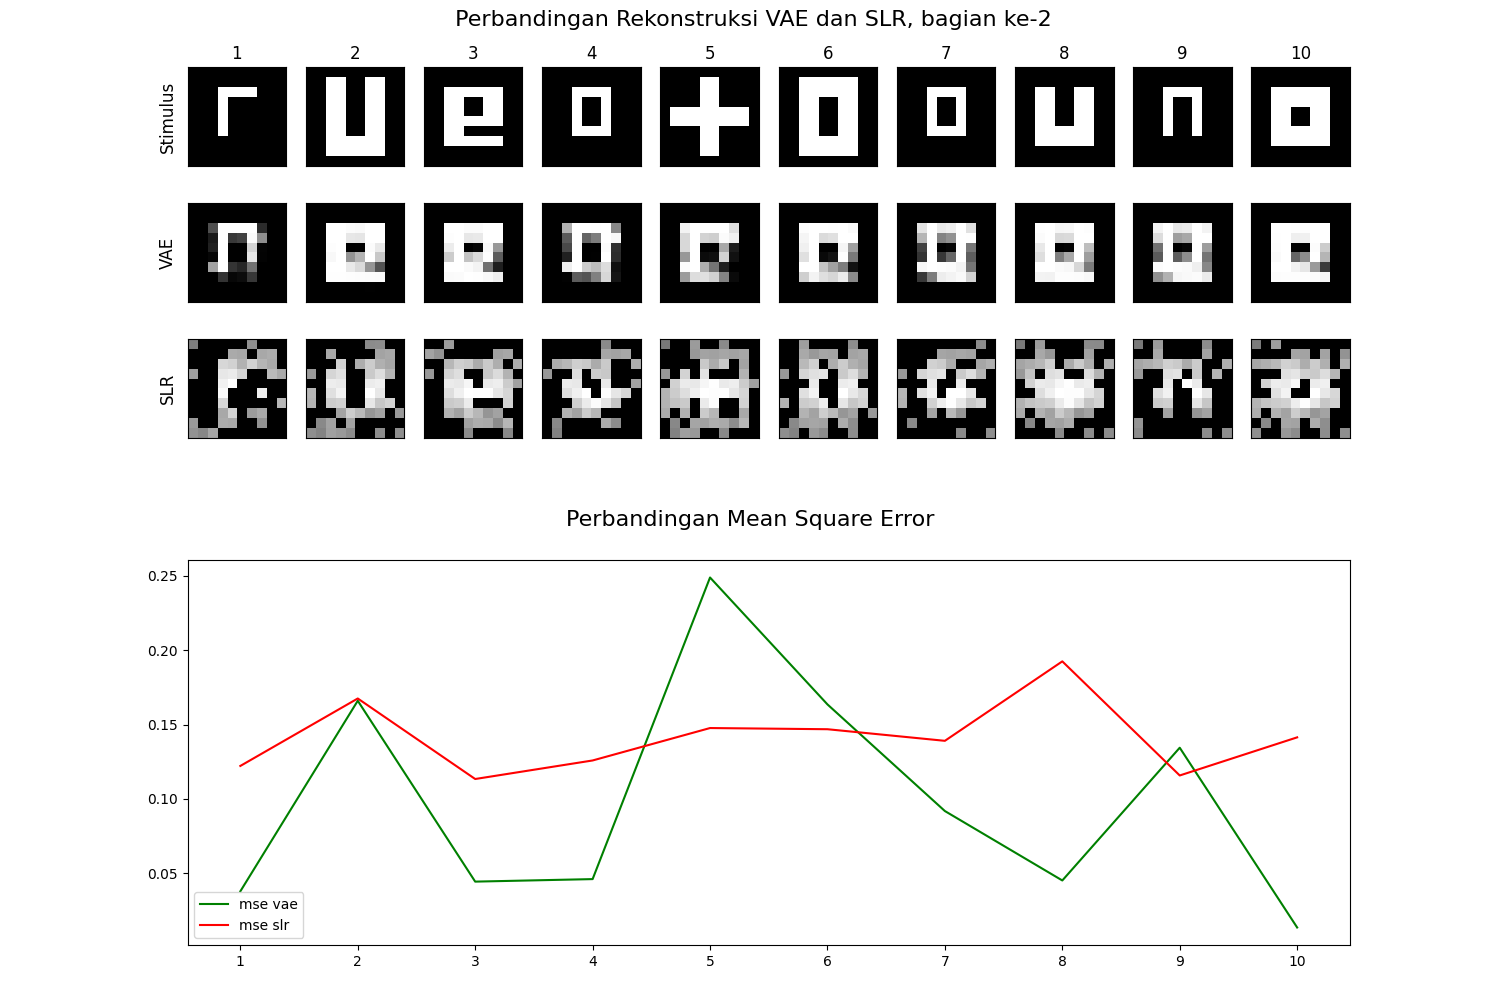 Perbandingan Rekonstruksi VAE dan SLR, bagian ke-2
1 2 3 4 5 6 7 8 9 10
Stimulus
VAE
SLR
Perbandingan Mean Square Error
0.25
0.20
0.15
0.10
0.05
mse vae
mse slr
1 2 3 4 5 6 7 8 9 10